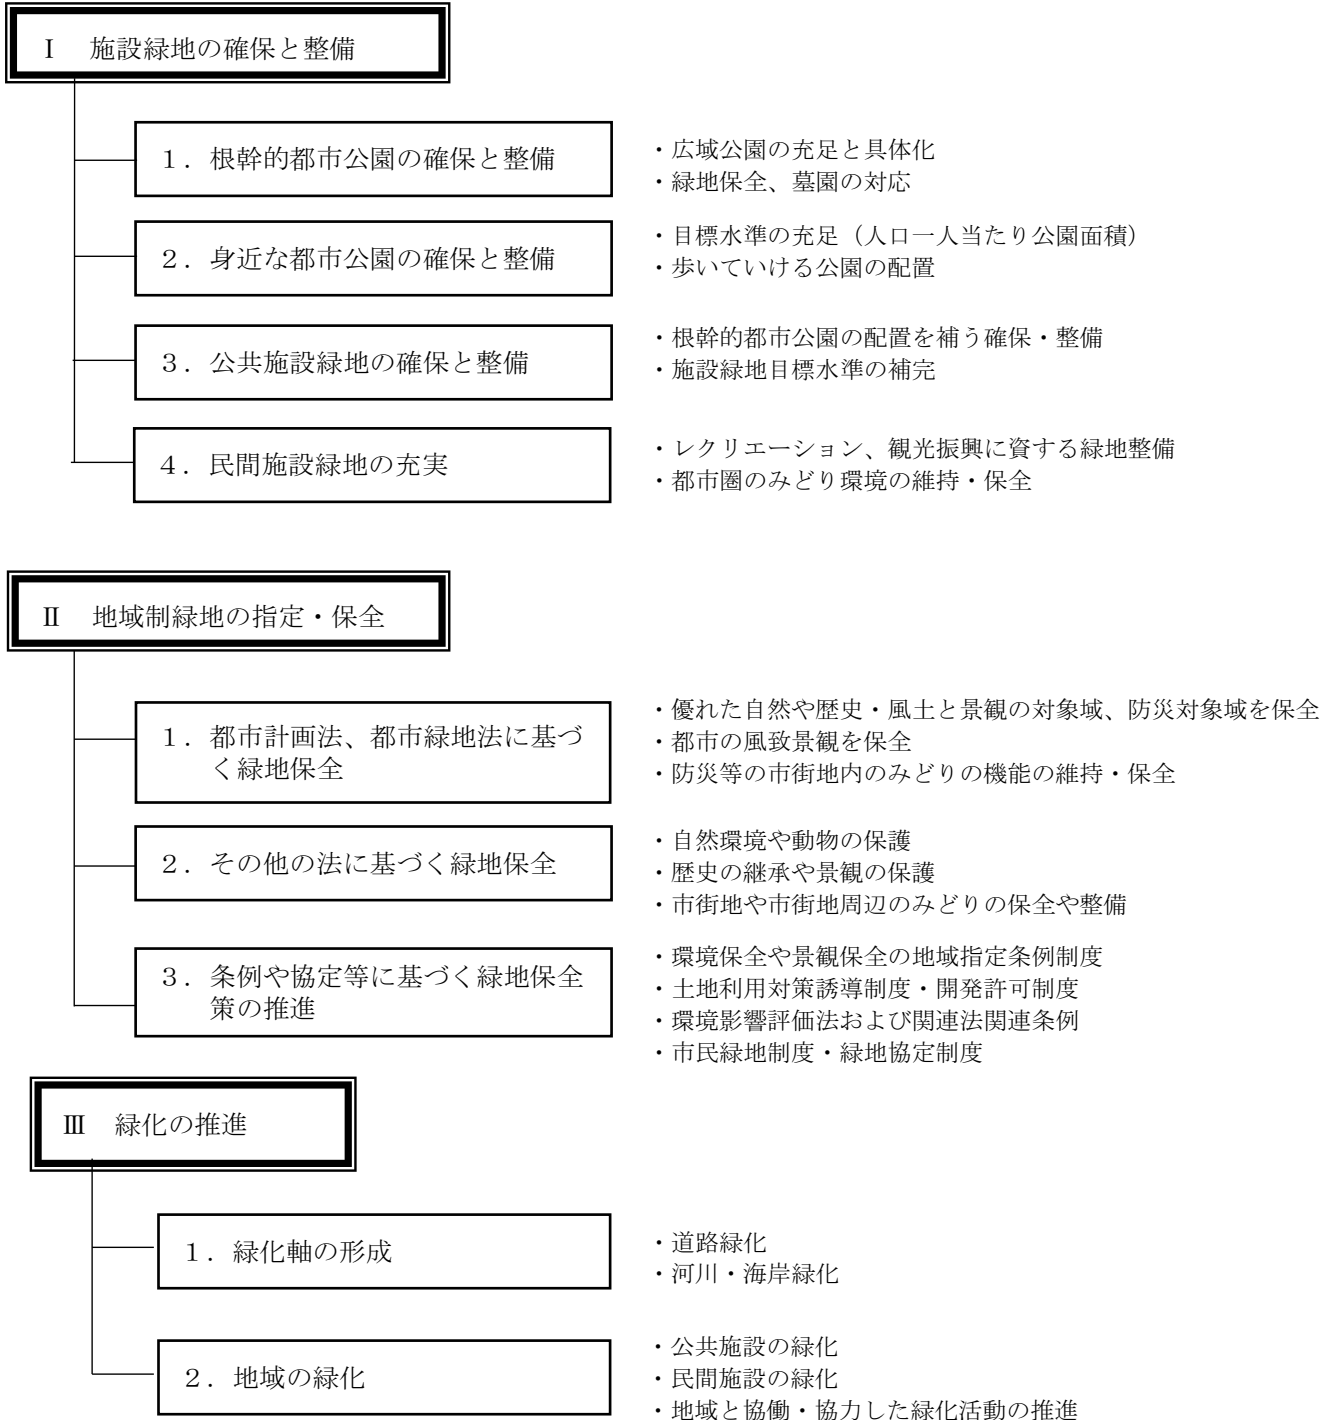 Ⅰ　施設緑地の確保と整備
１．根幹的都市公園の確保と整備
・広域公園の充足と具体化
・緑地保全、墓園の対応
２．身近な都市公園の確保と整備
・目標水準の充足（人口一人当たり公園面積）
・歩いていける公園の配置
３．公共施設緑地の確保と整備
・根幹的都市公園の配置を補う確保・整備
・施設緑地目標水準の補完
４．民間施設緑地の充実
・レクリエーション、観光振興に資する緑地整備
・都市圏のみどり環境の維持・保全
Ⅱ　地域制緑地の指定・保全
１．都市計画法、都市緑地法に基づ
く緑地保全
・優れた自然や歴史・風土と景観の対象域、防災対象域を保全
・都市の風致景観を保全
・防災等の市街地内のみどりの機能の維持・保全
２．その他の法に基づく緑地保全
・自然環境や動物の保護
・歴史の継承や景観の保護
・市街地や市街地周辺のみどりの保全や整備
３．条例や協定等に基づく緑地保全
策の推進
・環境保全や景観保全の地域指定条例制度
・土地利用対策誘導制度・開発許可制度
・環境影響評価法および関連法関連条例
・市民緑地制度・緑地協定制度
Ⅲ　緑化の推進
１．緑化軸の形成
・道路緑化
・河川・海岸緑化
２．地域の緑化
・公共施設の緑化
・民間施設の緑化
・地域と協働・協力した緑化活動の推進